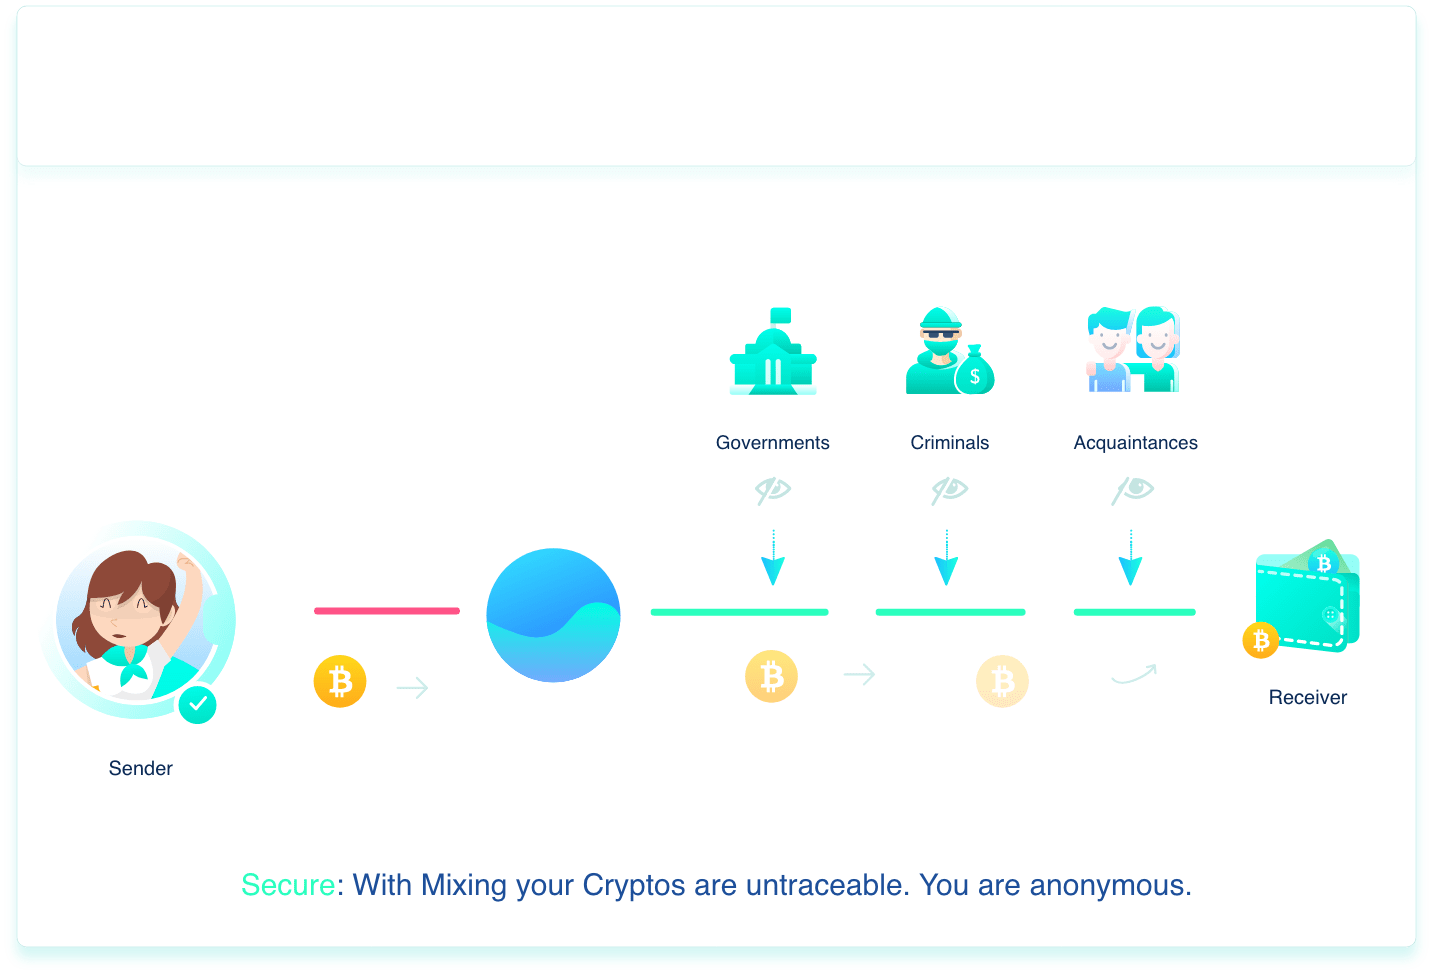 Governments Criminals Acquaintances
$
Receiver
Sender
Secure: With Mixing your Cryptos are untraceable. You are anonymous.